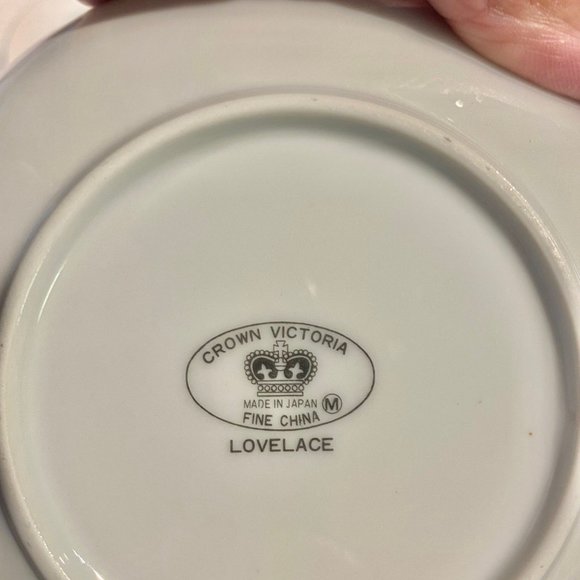 CROWN VICTORIA
MADE IN JAPAN M
FINE CHINA
LOVELACE